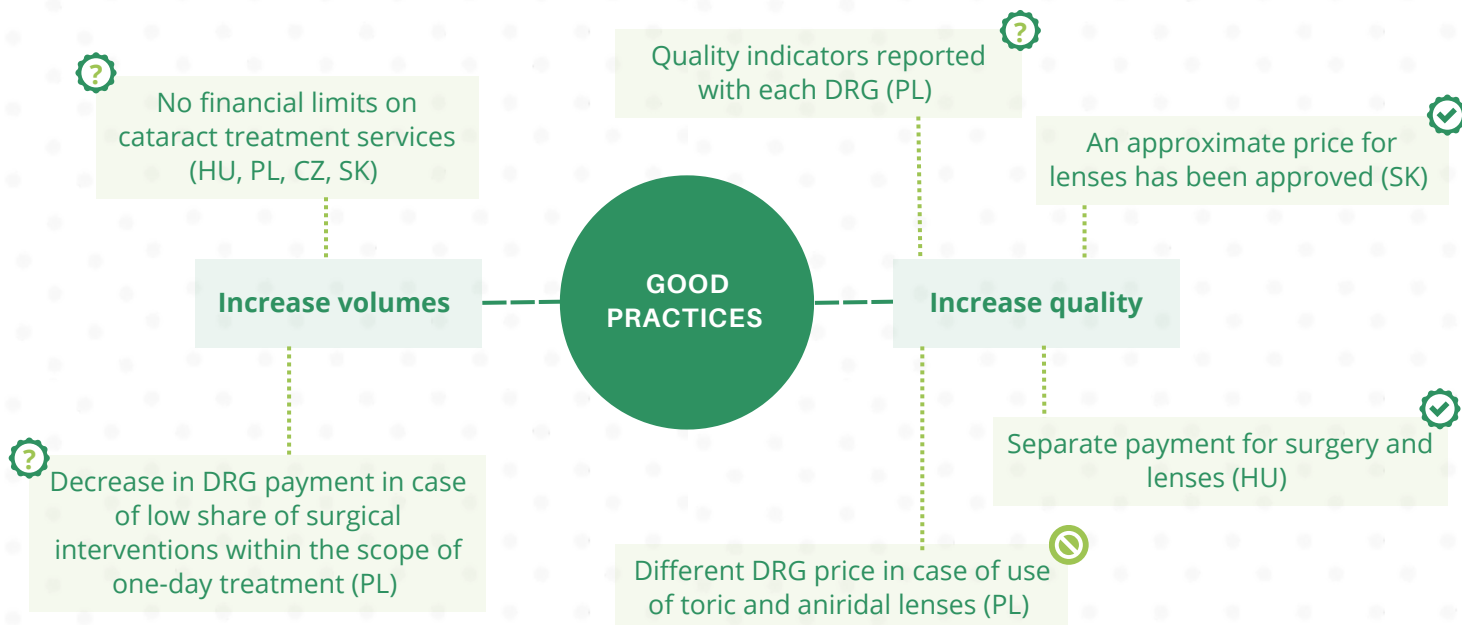 ?
No financial limits on
cataract treatment services
(HU, PL, CZ, SK)
Increase volumes
?
Decrease in DRG payment in case
of low share of surgical
interventions within the scope of
one-day treatment (PL)
GOOD
PRACTICES
?
Quality indicators reported
with each DRG (PL)
An approximate price for
lenses has been approved (SK)
Increase quality
Separate payment for surgery and
lenses (HU)
Different DRG price in case of use
of toric and aniridal lenses (PL)